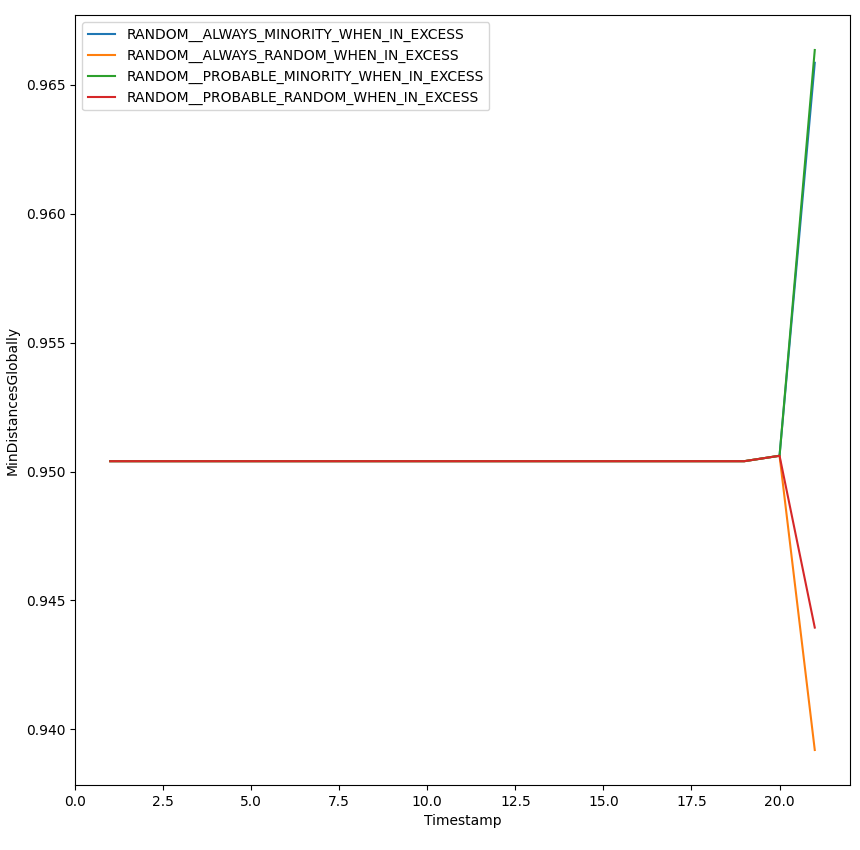 RANDOM__ALWAYS_MINORITY_WHEN_IN_EXCESS
RANDOM__ALWAYS_RANDOM_WHEN_IN_EXCESS
RANDOM__PROBABLE_MINORITY_WHEN_IN_EXCESS
RANDOM__PROBABLE_RANDOM_WHEN_IN_EXCESS
0.965
0.960
0.955
0.950
0.945
0.940
MinDistancesGlobally
0.0 2.5 5.0 7.5 10.0 12.5 15.0 17.5 20.0
Timestamp